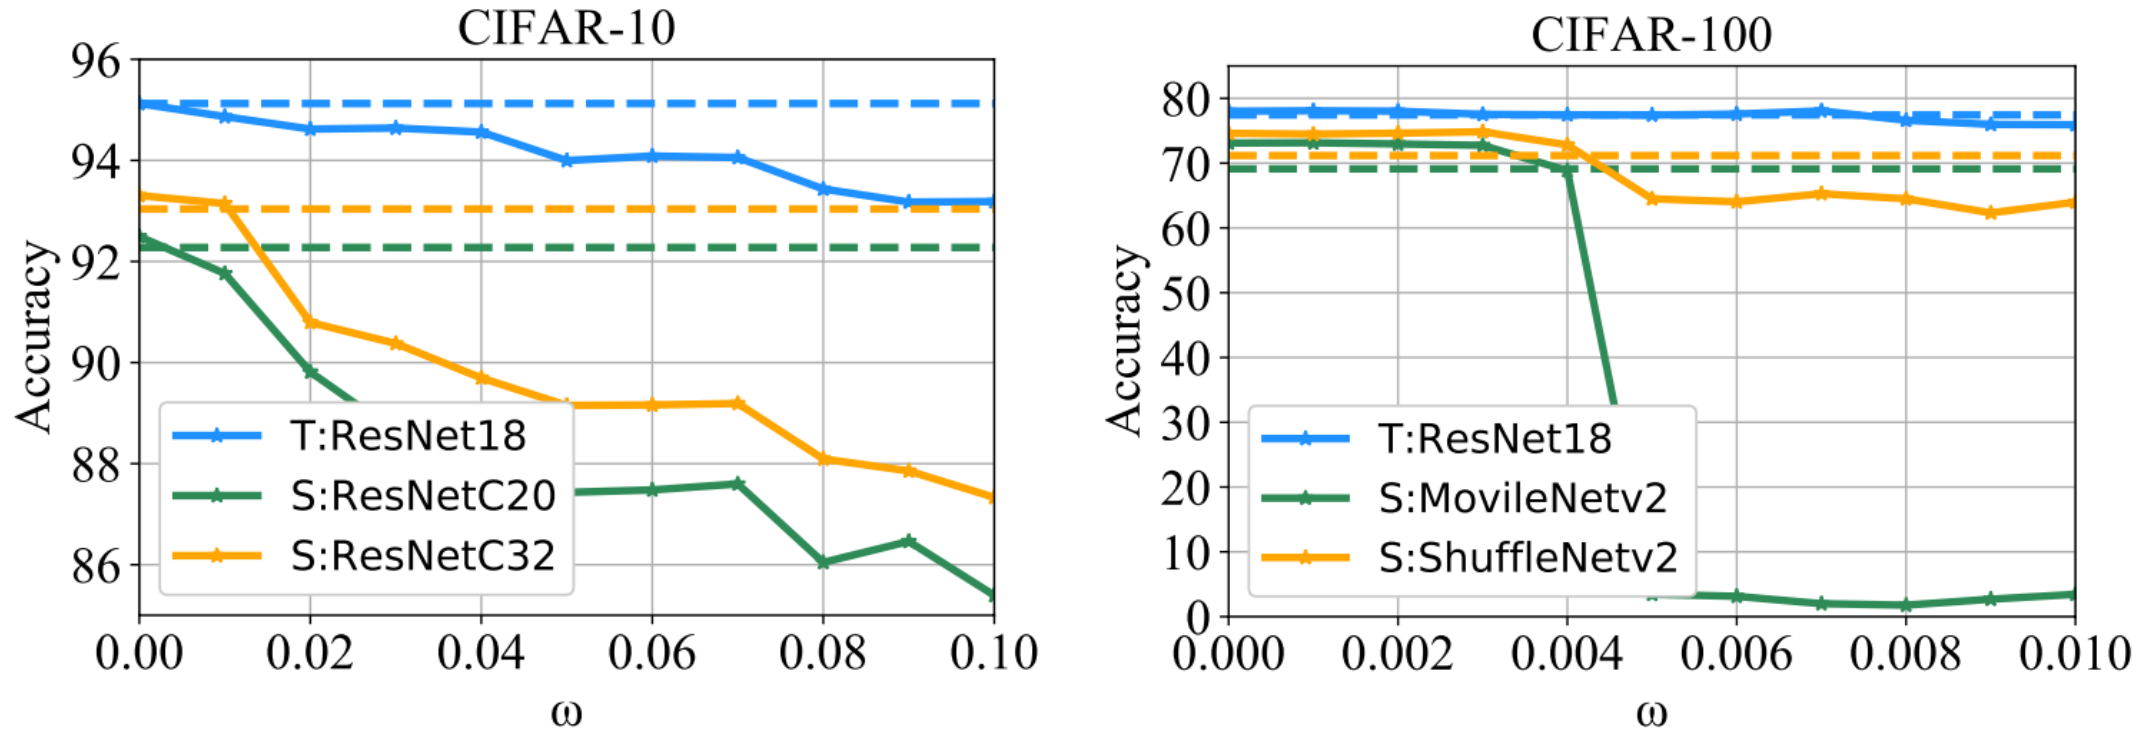 CIFAR-10
96
94
92
90
88
86
Accuracy
T:ResNet18
S:ResNetC20
S:ResNetC32
0.00 0.02 0.04 0.06 0.08 0.10
ω
CIFAR-100
80
70
60
50
40
30
20
10
0
Accuracy
T:ResNet18
S:MovileNetv2
S:ShuffleNetv2
0.000 0.002 0.004 0.006 0.008 0.010
ω